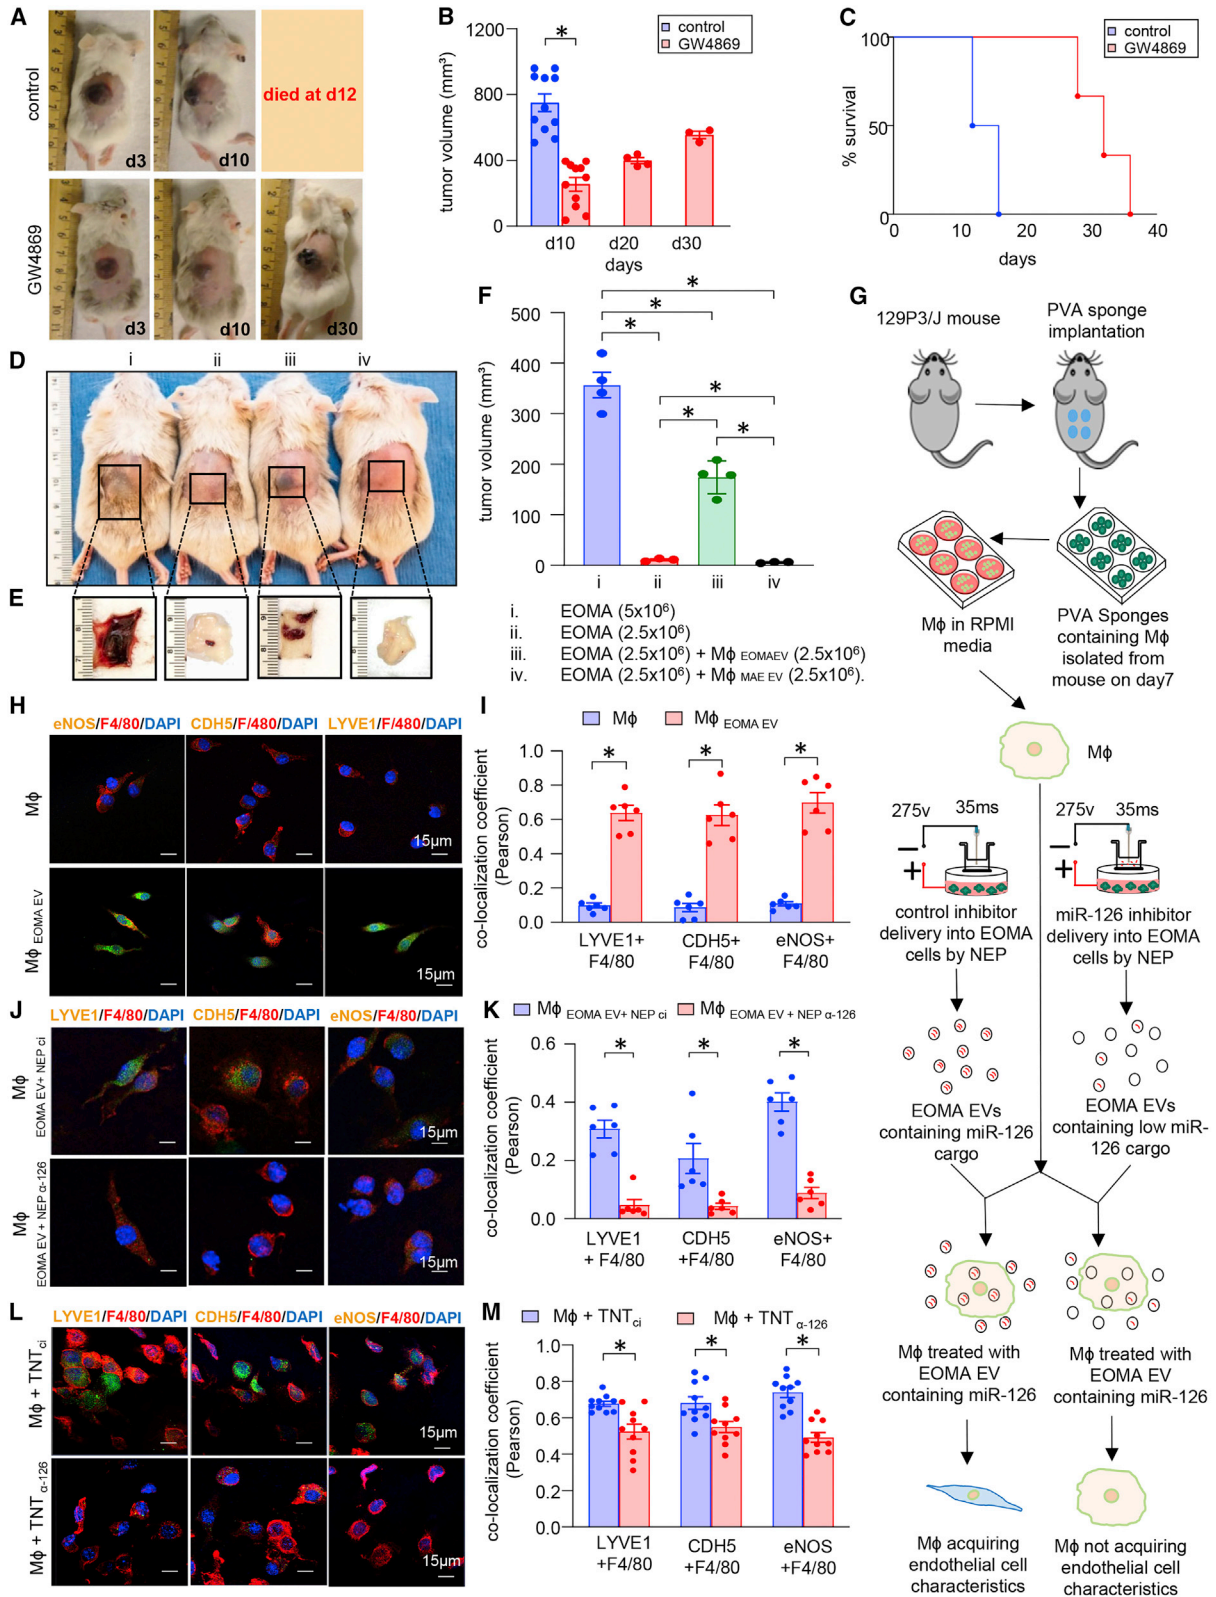 A
control
d3
d10
died at d12
GW4869
d3
d10
d30
B
tumor volume (mm³)
1200
800
400
0
*
control
GW4869
d10
d20
d30
days
C
% survival
100
50
0
control
GW4869
0
10
20
30
40
days
D
i
ii
iii
iv
E
F
tumor volume (mm³)
500
400
300
200
100
0
*
*
*
*
*
*
i
ii
iii
iv
i. EOMA (5x10⁶)
ii. EOMA (2.5x10⁶)
iii. EOMA (2.5x10⁶) + Mϕ EOMAEV (2.5x10⁶)
iv. EOMA (2.5x10⁶) + Mϕ MAE EV (2.5x10⁶).
G
129P3/J mouse
PVA sponge
implantation
Mϕ in RPMI
media
PVA Sponges
containing Mϕ
isolated from
mouse on day7
Mϕ
275v
35ms
275v
35ms
control inhibitor
delivery into EOMA
cells by NEP
miR-126 inhibitor
delivery into EOMA
cells by NEP
EOMA EVs
containing miR-126
cargo
EOMA EVs
containing low miR-
126 cargo
Mϕ treated with
EOMA EV
containing miR-126
Mϕ treated with
EOMA EV
containing miR-126
Mϕ acquiring
endothelial cell
characteristics
Mϕ not acquiring
endothelial cell
characteristics
H
eNOS/F4/80/DAPI
CDH5/F/480/DAPI
LYVE1/F/480/DAPI
Mϕ
15µm
Mϕ EOMA EV
15µm
I
Mϕ
Mϕ EOMA EV
co-localization coefficient
(Pearson)
1.0
0.8
0.6
0.4
0.2
0.0
*
*
*
LYVE1+
F4/80
CDH5+
F4/80
eNOS+
F4/80
J
LYVE1/F4/80/DAPI
CDH5/F4/80/DAPI
eNOS/F4/80/DAPI
Mϕ
EOMA EV+ NEP ci
15µm
Mϕ
EOMA EV + NEP α-126
15µm
K
Mϕ EOMA EV+ NEP ci
Mϕ EOMA EV + NEP α-126
co-localization coefficient
(Pearson)
0.6
0.4
0.2
0.0
*
*
*
LYVE1
+ F4/80
CDH5
+F4/80
eNOS+
F4/80
L
LYVE1/F4/80/DAPI
CDH5/F4/80/DAPI
eNOS/F4/80/DAPI
Mϕ + TNTci
15µm
Mϕ + TNT α-126
15µm
M
Mϕ + TNTci
Mϕ + TNTα-126
co-localization coefficient
(Pearson)
1.0
0.8
0.6
0.4
0.2
0.0
*
*
*
LYVE1
+F4/80
CDH5
+F4/80
eNOS
+F4/80